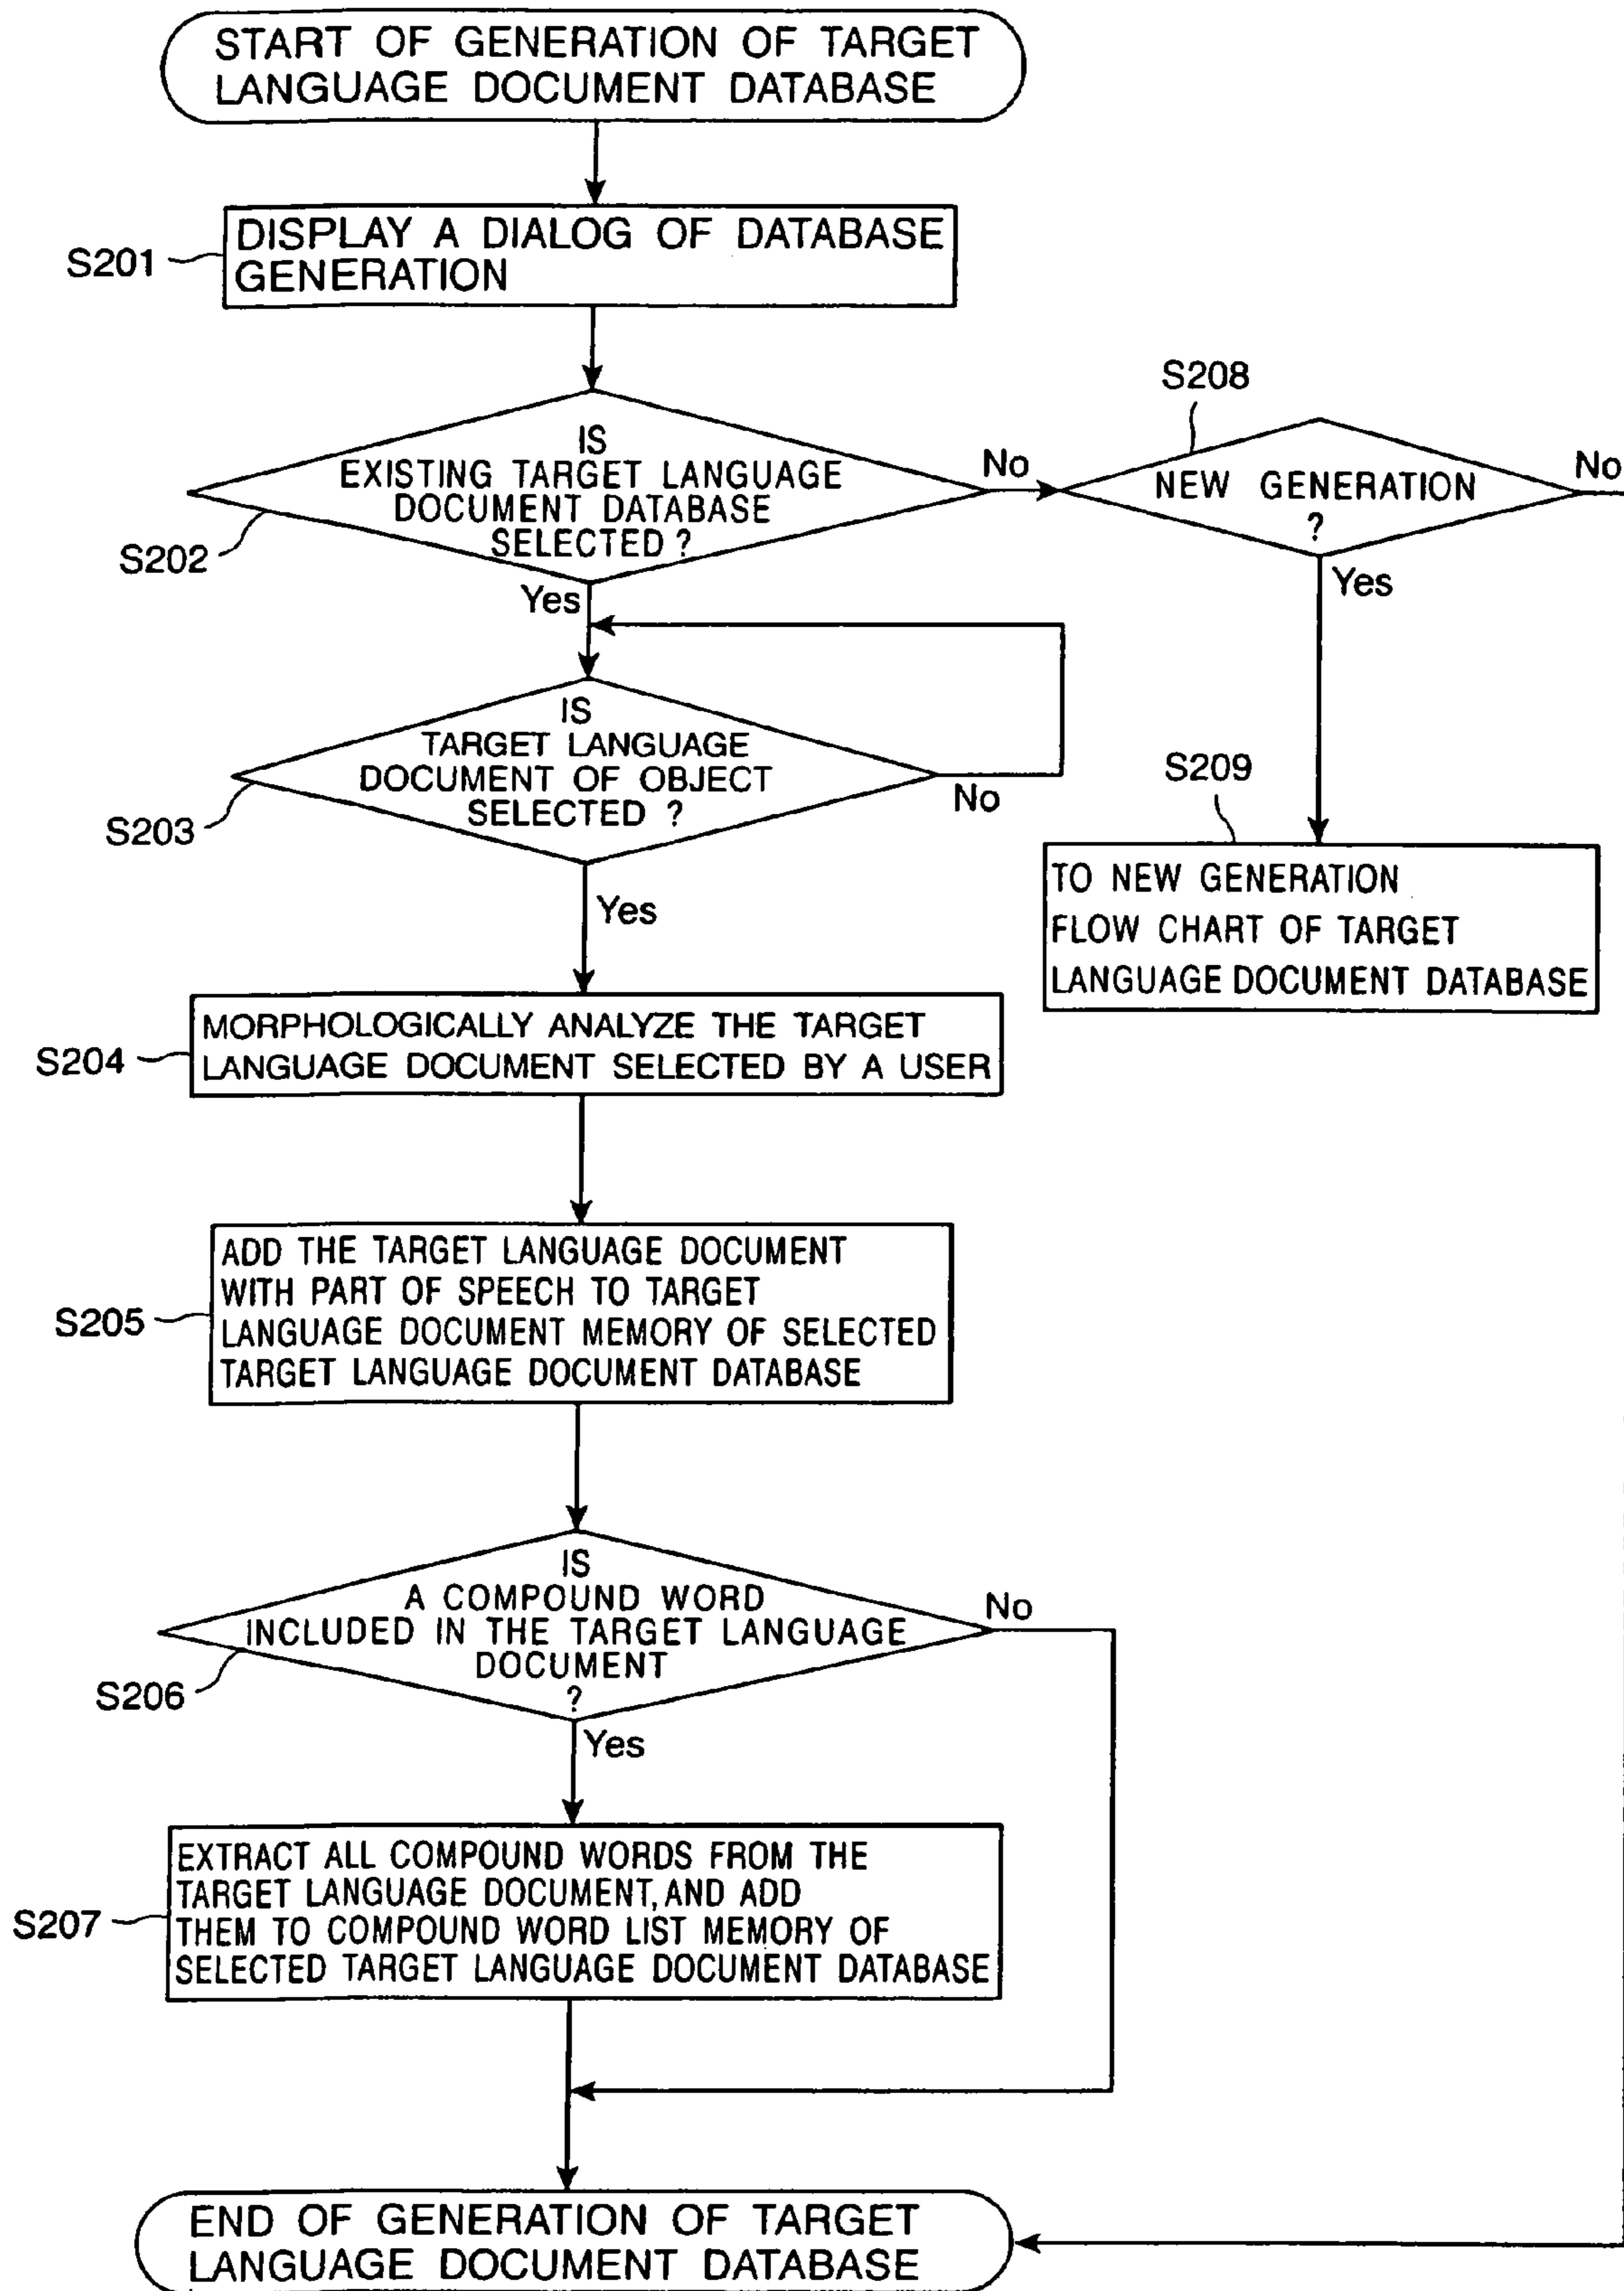 START OF GENERATION OF TARGET
LANGUAGE DOCUMENT DATABASE
S201
DISPLAY A DIALOG OF DATABASE
GENERATION
S202
IS
EXISTING TARGET LANGUAGE
DOCUMENT DATABASE
SELECTED ?
No
Yes
S208
NEW GENERATION
?
No
Yes
S203
IS
TARGET LANGUAGE
DOCUMENT OF OBJECT
SELECTED ?
No
Yes
S209
TO NEW GENERATION
FLOW CHART OF TARGET
LANGUAGE DOCUMENT DATABASE
S204
MORPHOLOGICALLY ANALYZE THE TARGET
LANGUAGE DOCUMENT SELECTED BY A USER
S205
ADD THE TARGET LANGUAGE DOCUMENT
WITH PART OF SPEECH TO TARGET
LANGUAGE DOCUMENT MEMORY OF SELECTED
TARGET LANGUAGE DOCUMENT DATABASE
S206
IS
A COMPOUND WORD
INCLUDED IN THE TARGET LANGUAGE
DOCUMENT
?
No
Yes
S207
EXTRACT ALL COMPOUND WORDS FROM THE
TARGET LANGUAGE DOCUMENT, AND ADD
THEM TO COMPOUND WORD LIST MEMORY OF
SELECTED TARGET LANGUAGE DOCUMENT DATABASE
END OF GENERATION OF TARGET
LANGUAGE DOCUMENT DATABASE